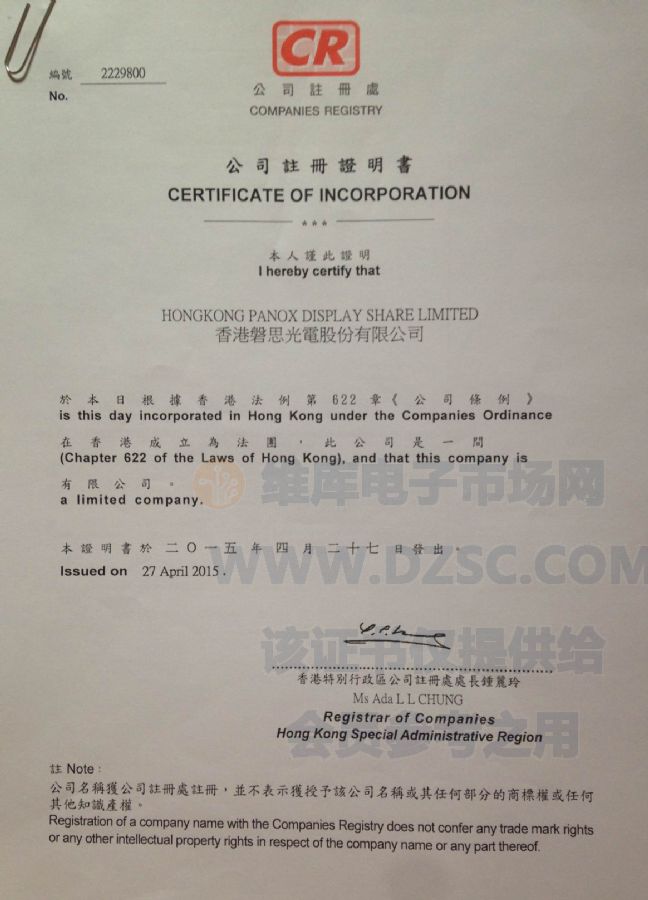 CR
編號 2229800
No.
公司註冊處
COMPANIES REGISTRY
公司註冊證明書
CERTIFICATE OF INCORPORATION
***
本人謹此證明
I hereby certify that
HONGKONG PANOX DISPLAY SHARE LIMITED
香港磐思光電股份有限公司
於本日根據香港法例第622章《公司條例》
is this day incorporated in Hong Kong under the Companies Ordinance
在香港成立為法團，此公司是一間
(Chapter 622 of the Laws of Hong Kong), and that this company is
有限公司。
a limited company.
维库电子市场网
本證明書於二〇一五年四月二十七日發出。
WWW.DZSC.COM
Issued on 27 April 2015.
该证书仅提供给
香港特別行政區公司註冊處處長鍾麗玲
Ms Ada L L CHUNG
Registrar of Companies
会员参考之用
Hong Kong Special Administrative Region
註 Note :
公司名稱獲公司註冊處註冊，並不表示獲授予該公司名稱或其任何部分的商標權或任何
其他知識產權。
Registration of a company name with the Companies Registry does not confer any trade mark rights
or any other intellectual property rights in respect of the company name or any part thereof.